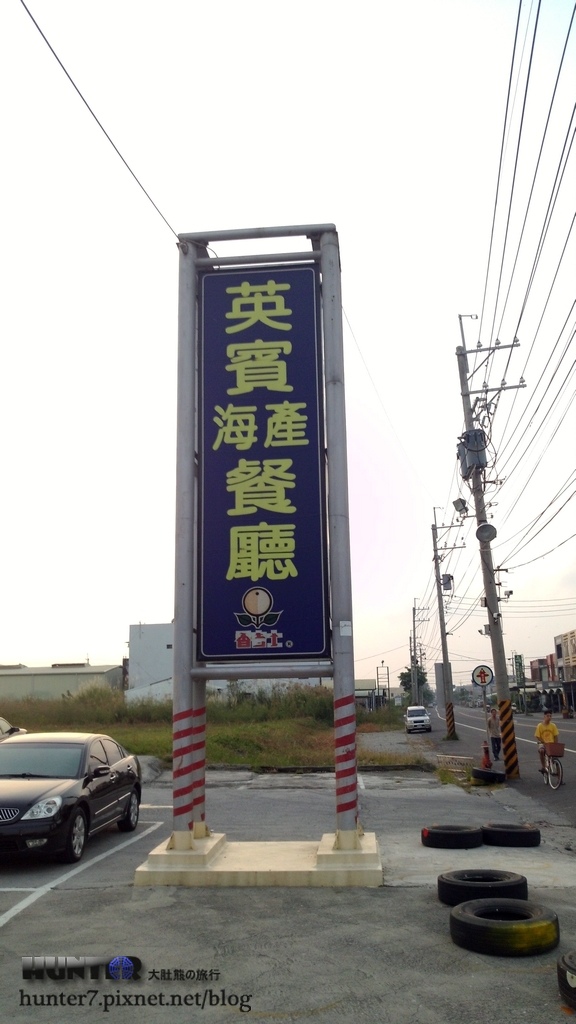 英
賓
海產
餐
廳
HUNTER 大肚熊の旅行
hunter7.pixnet.net/blog